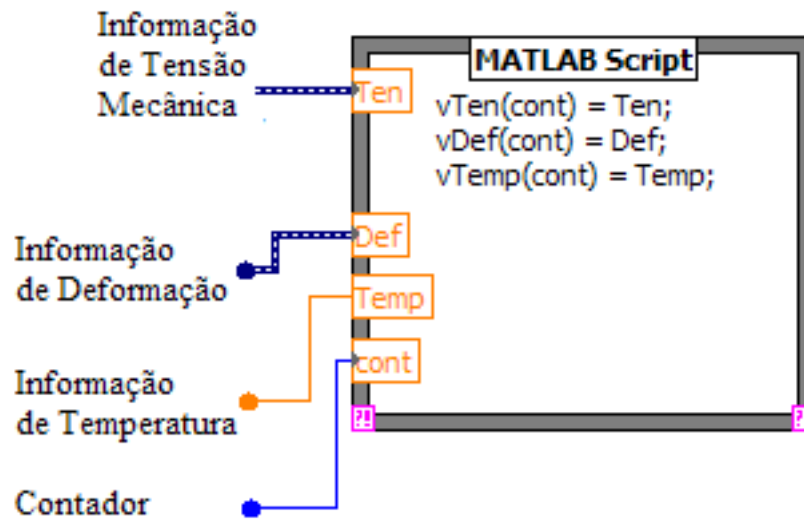 Informação
de Tensão
Mecânica
Ten
MATLAB Script
vTen(cont) = Ten;
vDef(cont) = Def;
vTemp(cont) = Temp;
Informação
de Deformação
Def
Temp
Informação
de Temperatura
cont
Contador
?!
?